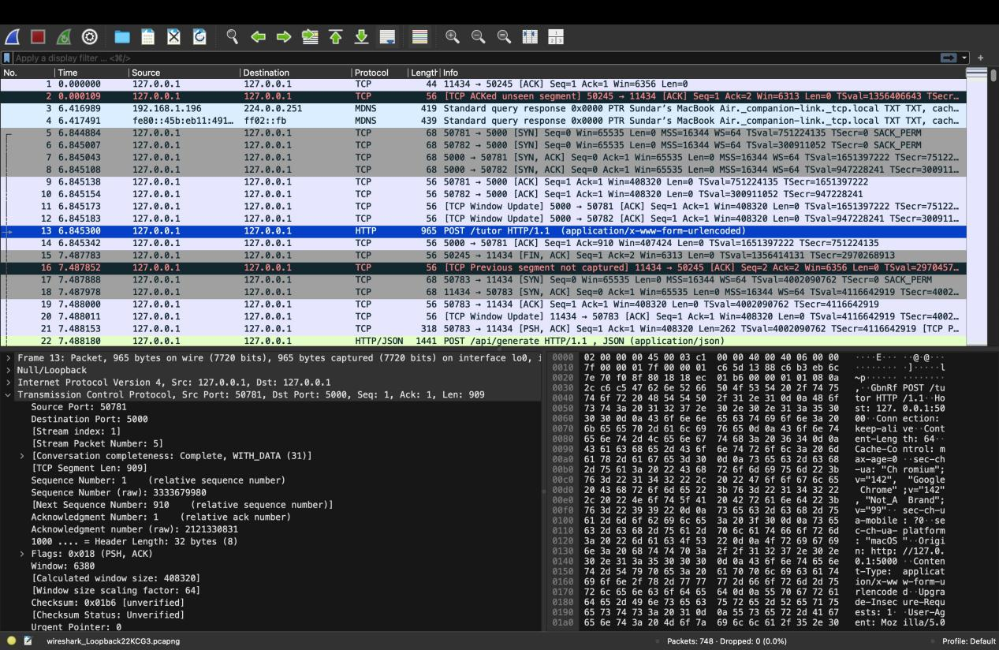 Apply a display filter … <⌘/>
No. Time Source Destination Protocol Length Info
1 0.000000 127.0.0.1 127.0.0.1 TCP 44 11434 → 50245 [ACK] Seq=1 Ack=1 Win=6356 Len=0
2 0.000109 127.0.0.1 127.0.0.1 TCP 56 [TCP ACKed unseen segment] 50245 → 11434 [ACK] Seq=1 Ack=2 Win=6313 Len=0 TSval=1356406643 TSecr…
3 6.416989 192.168.1.196 224.0.0.251 MDNS 419 Standard query response 0x0000 PTR Sundar's MacBook Air._companion-link._tcp.local TXT TXT, cach…
4 6.417491 fe80::45b:eb11:491… ff02::fb MDNS 439 Standard query response 0x0000 PTR Sundar's MacBook Air._companion-link._tcp.local TXT TXT, cach…
5 6.844884 127.0.0.1 127.0.0.1 TCP 68 50781 → 5000 [SYN] Seq=0 Win=65535 Len=0 MSS=16344 WS=64 TSval=751224135 TSecr=0 SACK_PERM
6 6.845007 127.0.0.1 127.0.0.1 TCP 68 50782 → 5000 [SYN] Seq=0 Win=65535 Len=0 MSS=16344 WS=64 TSval=300911052 TSecr=0 SACK_PERM
7 6.845043 127.0.0.1 127.0.0.1 TCP 68 5000 → 50781 [SYN, ACK] Seq=0 Ack=1 Win=65535 Len=0 MSS=16344 WS=64 TSval=1651397222 TSecr=75122…
8 6.845108 127.0.0.1 127.0.0.1 TCP 68 5000 → 50782 [SYN, ACK] Seq=0 Ack=1 Win=65535 Len=0 MSS=16344 WS=64 TSval=947228241 TSecr=300911…
9 6.845138 127.0.0.1 127.0.0.1 TCP 56 50781 → 5000 [ACK] Seq=1 Ack=1 Win=408320 Len=0 TSval=751224135 TSecr=1651397222
10 6.845154 127.0.0.1 127.0.0.1 TCP 56 50782 → 5000 [ACK] Seq=1 Ack=1 Win=408320 Len=0 TSval=300911052 TSecr=947228241
11 6.845173 127.0.0.1 127.0.0.1 TCP 56 [TCP Window Update] 5000 → 50781 [ACK] Seq=1 Ack=1 Win=408320 Len=0 TSval=1651397222 TSecr=75122…
12 6.845183 127.0.0.1 127.0.0.1 TCP 56 [TCP Window Update] 5000 → 50782 [ACK] Seq=1 Ack=1 Win=408320 Len=0 TSval=947228241 TSecr=300911…
13 6.845300 127.0.0.1 127.0.0.1 HTTP 965 POST /tutor HTTP/1.1 (application/x-www-form-urlencoded)
14 6.845342 127.0.0.1 127.0.0.1 TCP 56 5000 → 50781 [ACK] Seq=1 Ack=910 Win=407424 Len=0 TSval=1651397222 TSecr=751224135
15 7.487783 127.0.0.1 127.0.0.1 TCP 56 50245 → 11434 [FIN, ACK] Seq=1 Ack=2 Win=6313 Len=0 TSval=1356414131 TSecr=2970268913
16 7.487852 127.0.0.1 127.0.0.1 TCP 56 [TCP Previous segment not captured] 11434 → 50245 [ACK] Seq=2 Ack=2 Win=6356 Len=0 TSval=2970457…
17 7.487888 127.0.0.1 127.0.0.1 TCP 68 50783 → 11434 [SYN] Seq=0 Win=65535 Len=0 MSS=16344 WS=64 TSval=4002090762 TSecr=0 SACK_PERM
18 7.487978 127.0.0.1 127.0.0.1 TCP 68 11434 → 50783 [SYN, ACK] Seq=0 Ack=1 Win=65535 Len=0 MSS=16344 WS=64 TSval=4116642919 TSecr=4002…
19 7.488000 127.0.0.1 127.0.0.1 TCP 56 50783 → 11434 [ACK] Seq=1 Ack=1 Win=408320 Len=0 TSval=4002090762 TSecr=4116642919
20 7.488011 127.0.0.1 127.0.0.1 TCP 56 [TCP Window Update] 11434 → 50783 [ACK] Seq=1 Ack=1 Win=408320 Len=0 TSval=4116642919 TSecr=4002…
21 7.488153 127.0.0.1 127.0.0.1 TCP 318 50783 → 11434 [PSH, ACK] Seq=1 Ack=1 Win=408320 Len=262 TSval=4002090762 TSecr=4116642919 [TCP P…
22 7.488180 127.0.0.1 127.0.0.1 HTTP/JSON 1441 POST /api/generate HTTP/1.1 , JSON (application/json)
Frame 13: Packet, 965 bytes on wire (7720 bits), 965 bytes captured (7720 bits) on interface lo0, i
Null/Loopback
Internet Protocol Version 4, Src: 127.0.0.1, Dst: 127.0.0.1
Transmission Control Protocol, Src Port: 50781, Dst Port: 5000, Seq: 1, Ack: 1, Len: 909
Source Port: 50781
Destination Port: 5000
[Stream index: 1]
[Stream Packet Number: 5]
[Conversation completeness: Complete, WITH_DATA (31)]
[TCP Segment Len: 909]
Sequence Number: 1 (relative sequence number)
Sequence Number (raw): 3333679980
[Next Sequence Number: 910 (relative sequence number)]
Acknowledgment Number: 1 (relative ack number)
Acknowledgment number (raw): 2121330831
1000 .... = Header Length: 32 bytes (8)
Flags: 0x018 (PSH, ACK)
Window: 6380
[Calculated window size: 408320]
[Window size scaling factor: 64]
Checksum: 0x01b6 [unverified]
[Checksum Status: Unverified]
Urgent Pointer: 0
0000 02 00 00 00 45 00 03 c1 00 00 40 00 40 06 00 00 ····E··· ··@·@···
0010 7f 00 00 01 7f 00 00 01 c6 5d 13 88 c6 b3 eb 6c ········ ·]·····l
0020 7e 70 f0 8f 80 18 18 ec 01 b6 00 00 01 01 08 0a ~p······ ········
0030 2c c6 c5 47 62 6e 52 66 50 4f 53 54 20 2f 74 75 ,··GbnRf POST /tu
0040 74 6f 72 20 48 54 54 50 2f 31 2e 31 0d 0a 48 6f tor HTTP /1.1··Ho
0050 73 74 3a 20 31 32 37 2e 30 2e 30 2e 31 3a 35 30 st: 127. 0.0.1:50
0060 30 30 0d 0a 43 6f 6e 6e 65 63 74 69 6f 6e 3a 20 00··Conn ection:
0070 6b 65 65 70 2d 61 6c 69 76 65 0d 0a 43 6f 6e 74 keep-ali ve··Cont
0080 65 6e 74 2d 4c 65 6e 67 74 68 3a 20 36 34 0d 0a ent-Leng th: 64··
0090 43 61 63 68 65 2d 43 6f 6e 74 72 6f 6c 3a 20 6d Cache-Co ntrol: m
00a0 61 78 2d 61 67 65 3d 30 0d 0a 73 65 63 2d 63 68 ax-age=0 ··sec-ch
00b0 2d 75 61 3a 20 22 43 68 72 6f 6d 69 75 6d 22 3b -ua: "Ch romium";
00c0 76 3d 22 31 34 32 22 2c 20 22 47 6f 6f 67 6c 65 v="142", "Google
00d0 20 43 68 72 6f 6d 65 22 3b 76 3d 22 31 34 32 22 Chrome" ;v="142"
00e0 2c 20 22 4e 6f 74 5f 41 20 42 72 61 6e 64 22 3b , "Not_A Brand";
00f0 76 3d 22 39 39 22 0d 0a 73 65 63 2d 63 68 2d 75 v="99"·· sec-ch-u
0100 61 2d 6d 6f 62 69 6c 65 3a 20 3f 30 0d 0a 73 65 a-mobile : ?0··se
0110 63 2d 63 68 2d 75 61 2d 70 6c 61 74 66 6f 72 6d c-ch-ua- platform
0120 3a 20 22 6d 61 63 4f 53 22 0d 0a 4f 72 69 67 69 : "macOS "··Origi
0130 6e 3a 20 68 74 74 70 3a 2f 2f 31 32 37 2e 30 2e n: http: //127.0.
0140 30 2e 31 3a 35 30 30 30 0d 0a 43 6f 6e 74 65 6e 0.1:5000 ··Conten
0150 74 2d 54 79 70 65 3a 20 61 70 70 6c 69 63 61 74 t-Type: applicat
0160 69 6f 6e 2f 78 2d 77 77 77 2d 66 6f 72 6d 2d 75 ion/x-ww w-form-u
0170 72 6c 65 6e 63 6f 64 65 64 0d 0a 55 70 67 72 61 rlencode d··Upgra
0180 64 65 2d 49 6e 73 65 63 75 72 65 2d 52 65 71 75 de-Insec ure-Requ
0190 65 73 74 73 3a 20 31 0d 0a 55 73 65 72 2d 41 67 ests: 1· ·User-Ag
01a0 65 6e 74 3a 20 4d 6f 7a 69 6c 6c 61 2f 35 2e 30 ent: Moz illa/5.0
wireshark_Loopback22KCG3.pcapng Packets: 748 · Dropped: 0 (0.0%) Profile: Default